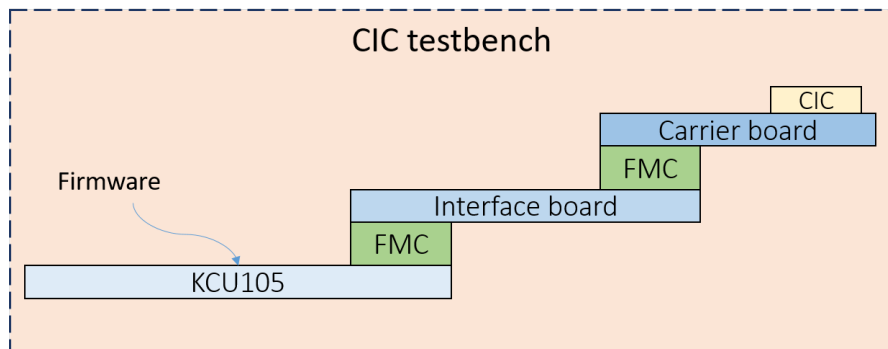 CIC testbench
CIC
Carrier board
FMC
Firmware
Interface board
FMC
KCU105